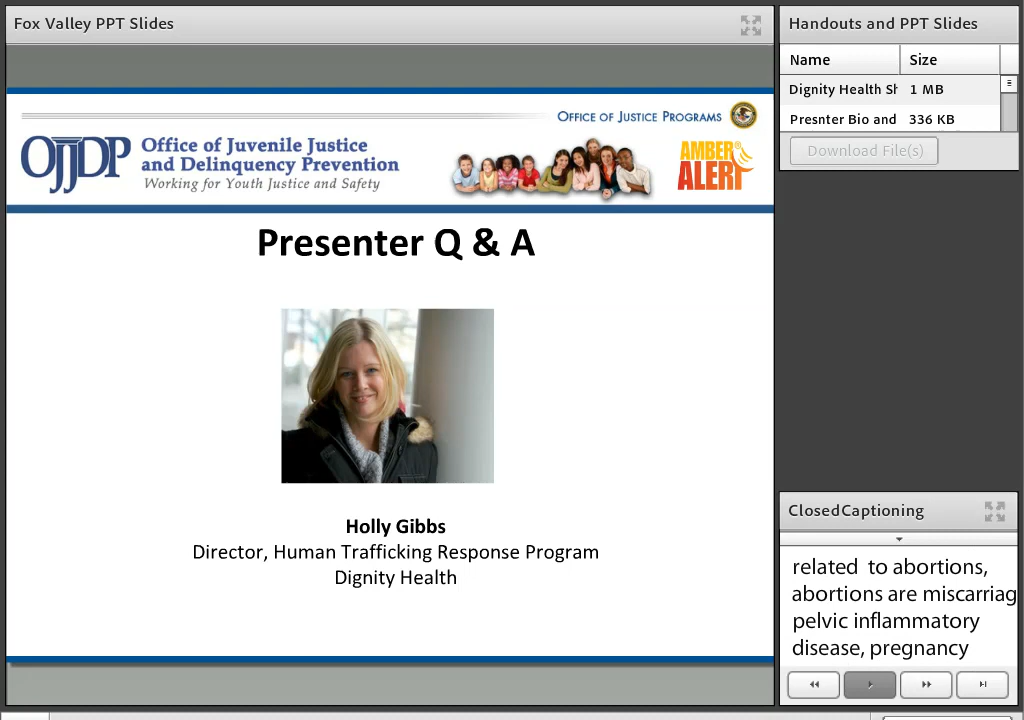 Fox Valley PPT Slides
OFFICE OF JUSTICE PROGRAMS
OJJDP
Office of Juvenile Justice
and Delinquency Prevention
Working for Youth Justice and Safety
AMBER
ALERT
Presenter Q & A
Holly Gibbs
Director, Human Trafficking Response Program
Dignity Health
Handouts and PPT Slides
Name Size
Dignity Health Sh 1 MB
Presnter Bio and 336 KB
Download File(s)
ClosedCaptioning
related to abortions,
abortions are miscarriag
pelvic inflammatory
disease, pregnancy